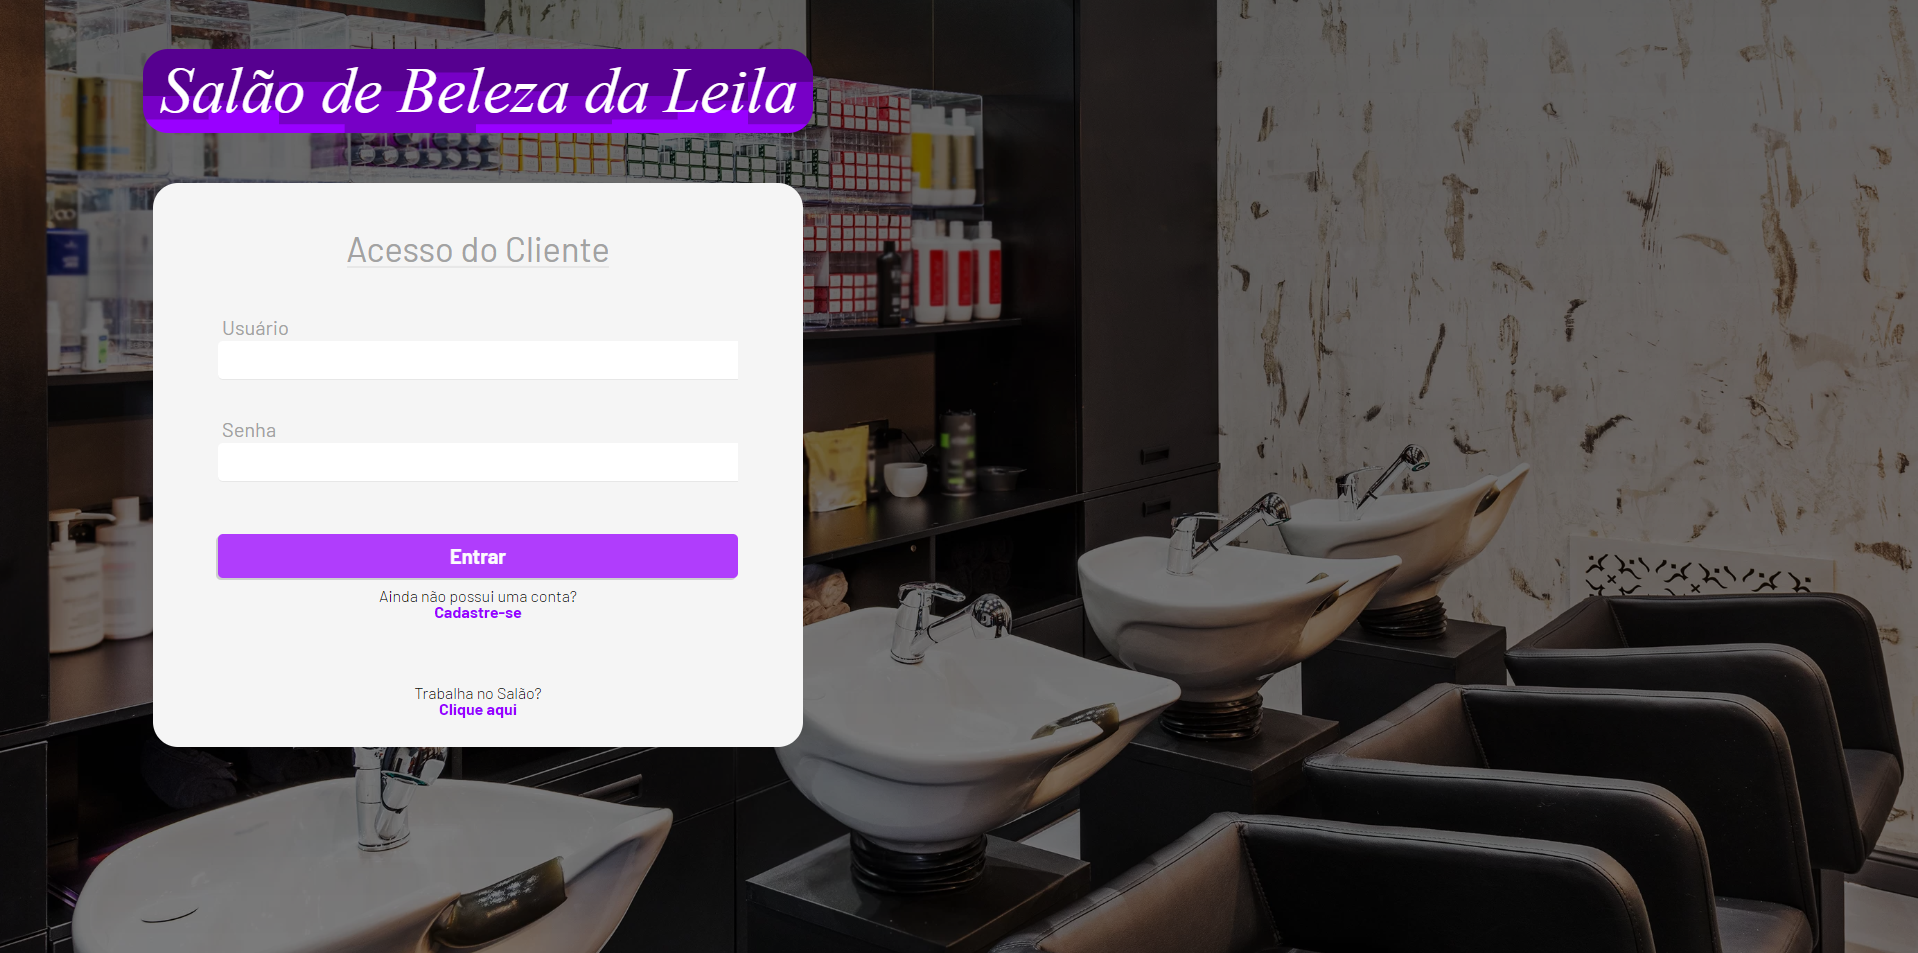 Salão de Beleza da Leila
Acesso do Cliente
Usuário
Senha
Entrar
Ainda não possui uma conta?
Cadastre-se
Trabalha no Salão?
Clique aqui